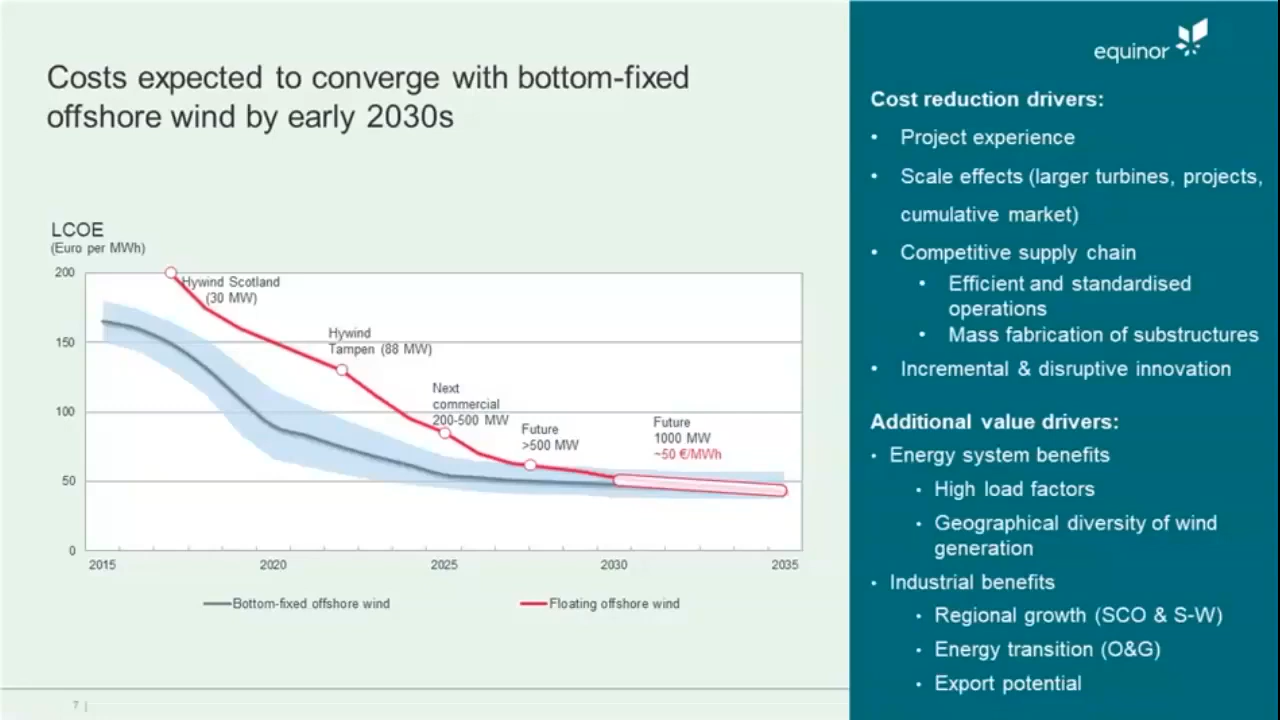 Costs expected to converge with bottom-fixed
offshore wind by early 2030s
LCOE
(Euro per MWh)
200
150
100
50
0
Hywind Scotland
(30 MW)
Hywind
Tampen (88 MW)
Next
commercial
200-500 MW
Future
>500 MW
Future
1000 MW
~50 €/MWh
2015
2020
2025
2030
2035
Bottom-fixed offshore wind
Floating offshore wind
7 |
equinor
Cost reduction drivers:
• Project experience
• Scale effects (larger turbines, projects,
cumulative market)
• Competitive supply chain
• Efficient and standardised
operations
• Mass fabrication of substructures
• Incremental & disruptive innovation
Additional value drivers:
• Energy system benefits
• High load factors
• Geographical diversity of wind
generation
• Industrial benefits
• Regional growth (SCO & S-W)
• Energy transition (O&G)
• Export potential